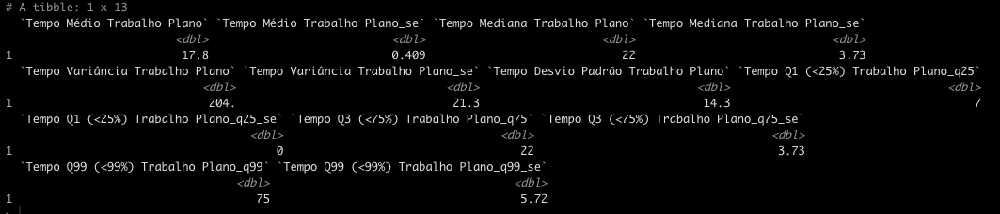 # A tibble: 1 x 13
`Tempo Médio Trabalho Plano` `Tempo Médio Trabalho Plano_se` `Tempo Mediana Trabalho Plano` `Tempo Mediana Trabalho Plano_se`
<dbl> <dbl> <dbl> <dbl>
1 17.8 0.409 22 3.73
`Tempo Variância Trabalho Plano` `Tempo Variância Trabalho Plano_se` `Tempo Desvio Padrão Trabalho Plano` `Tempo Q1 (<25%) Trabalho Plano_q25`
<dbl> <dbl> <dbl> <dbl>
1 204. 21.3 14.3 7
`Tempo Q1 (<25%) Trabalho Plano_q25_se` `Tempo Q3 (<75%) Trabalho Plano_q75` `Tempo Q3 (<75%) Trabalho Plano_q75_se`
<dbl> <dbl> <dbl>
1 0 22 3.73
`Tempo Q99 (<99%) Trabalho Plano_q99` `Tempo Q99 (<99%) Trabalho Plano_q99_se`
<dbl> <dbl>
1 75 5.72